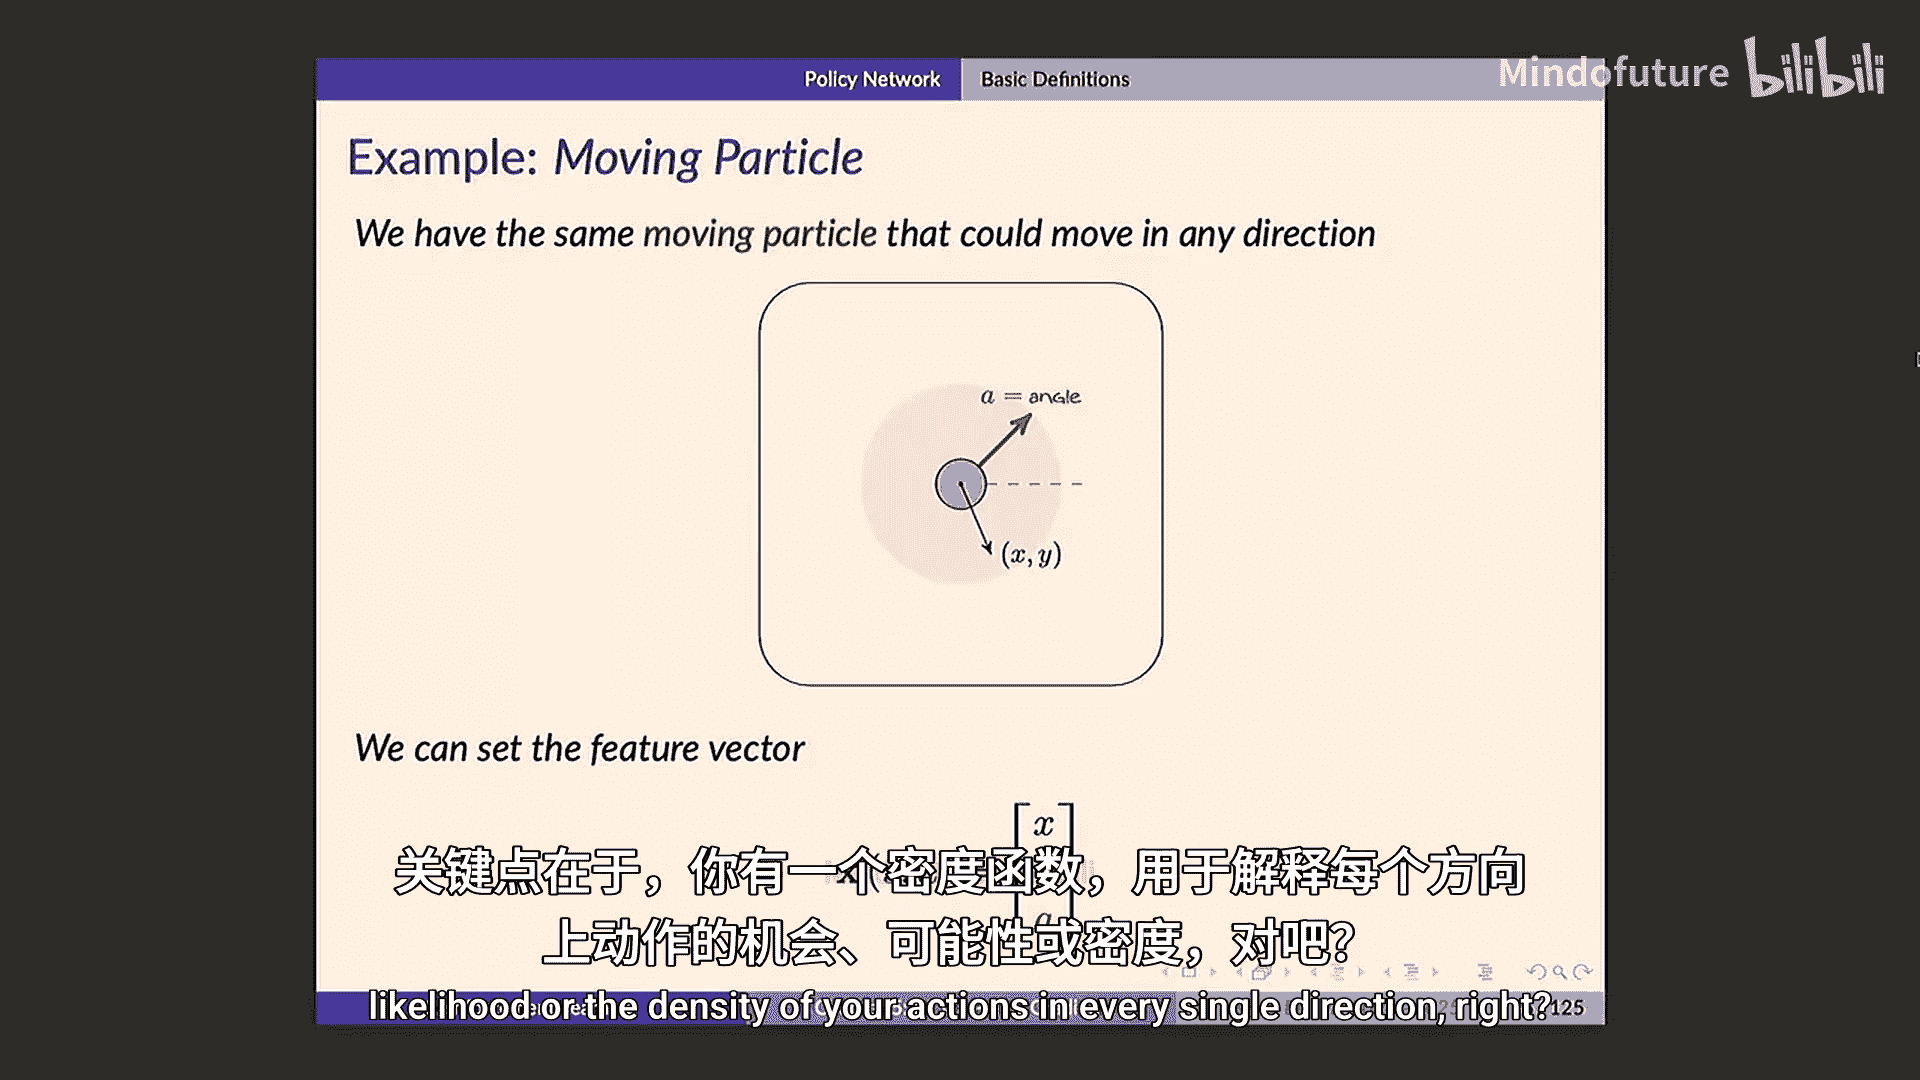 Policy Network
Basic Definitions
Mindofuture bilibili
Example: Moving Particle
We have the same moving particle that could move in any direction
a = angle
(x, y)
We can set the feature vector
x
关键点在于，你有一个密度函数，用于解释每个方向
a
上动作的机会、可能性或密度，对吧？
likelihood or the density of your actions in every single direction, right?
125